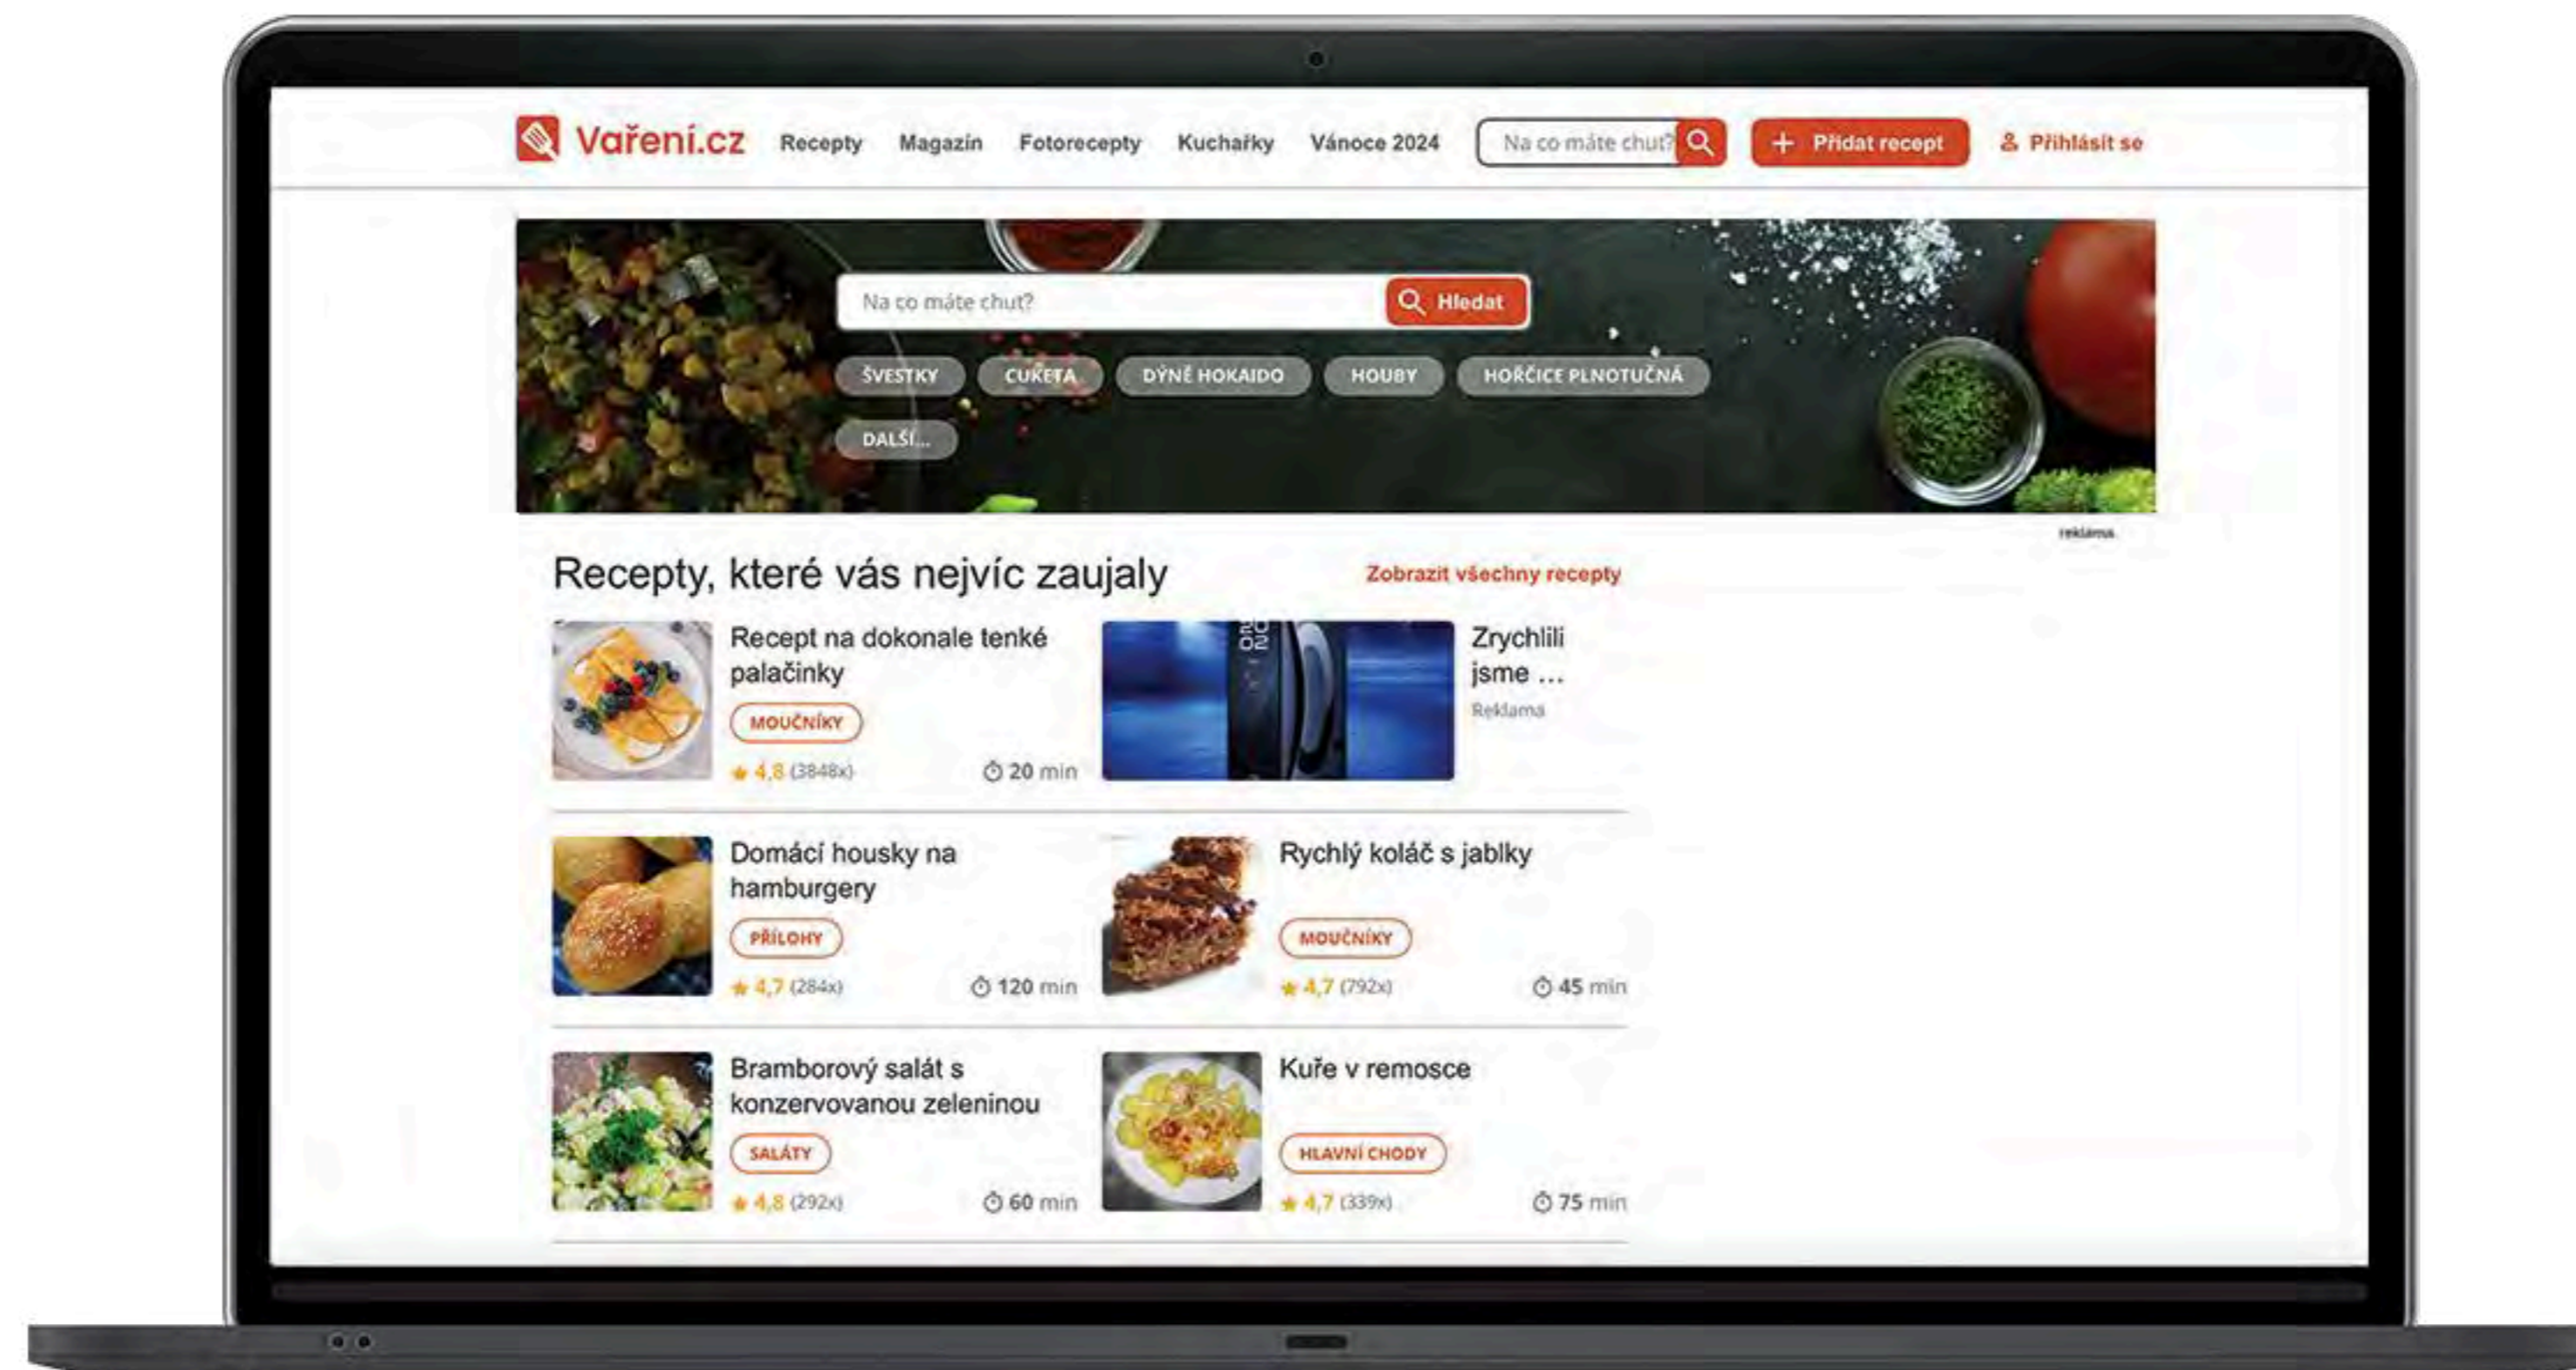 Vaření.cz Recepty Magazín Fotorecepty Kuchařky Vánoce 2024 Na co máte chuť? + Přidat recept Přihlásit se
Na co máte chuť? Hledat
ŠVESTKY CUKETA DÝNĚ HOKAIDO HOUBY HOŘČICE PLNOTUČNÁ
DALŠÍ...
reklama
Recepty, které vás nejvíc zaujaly Zobrazit všechny recepty
Recept na dokonale tenké
palačinky
MOUČNÍKY
4,8 (3848x) 20 min
Zrychlili
jsme ...
Reklama
Domácí housky na
hamburgery
PŘÍLOHY
4,7 (284x) 120 min
Rychlý koláč s jablky
MOUČNÍKY
4,7 (792x) 45 min
Bramborový salát s
konzervovanou zeleninou
SALÁTY
4,8 (292x) 60 min
Kuře v remosce
HLAVNÍ CHODY
4,7 (339x) 75 min